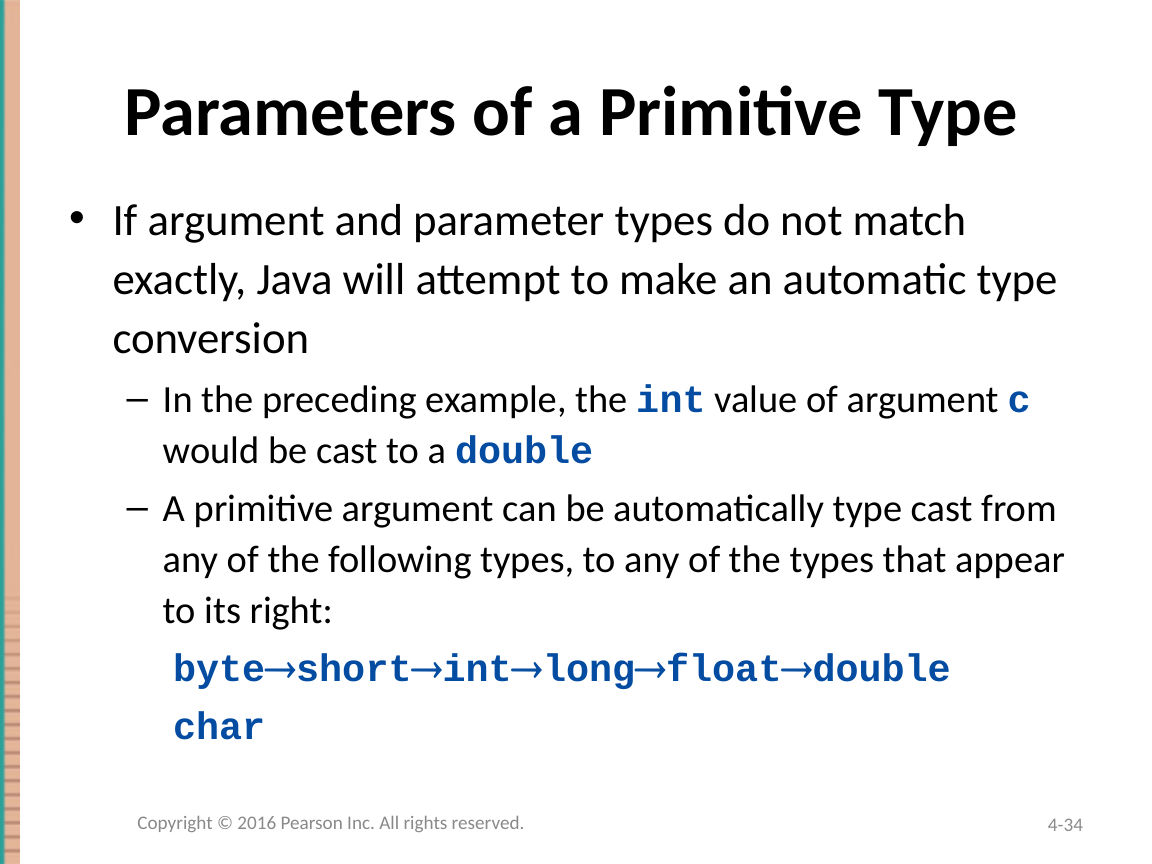 Parameters of a Primitive Type
• If argument and parameter types do not match
exactly, Java will attempt to make an automatic type
conversion
– In the preceding example, the int value of argument c
would be cast to a double
– A primitive argument can be automatically type cast from
any of the following types, to any of the types that appear
to its right:
byte→short→int→long→float→double
char
Copyright © 2016 Pearson Inc. All rights reserved.
4-34